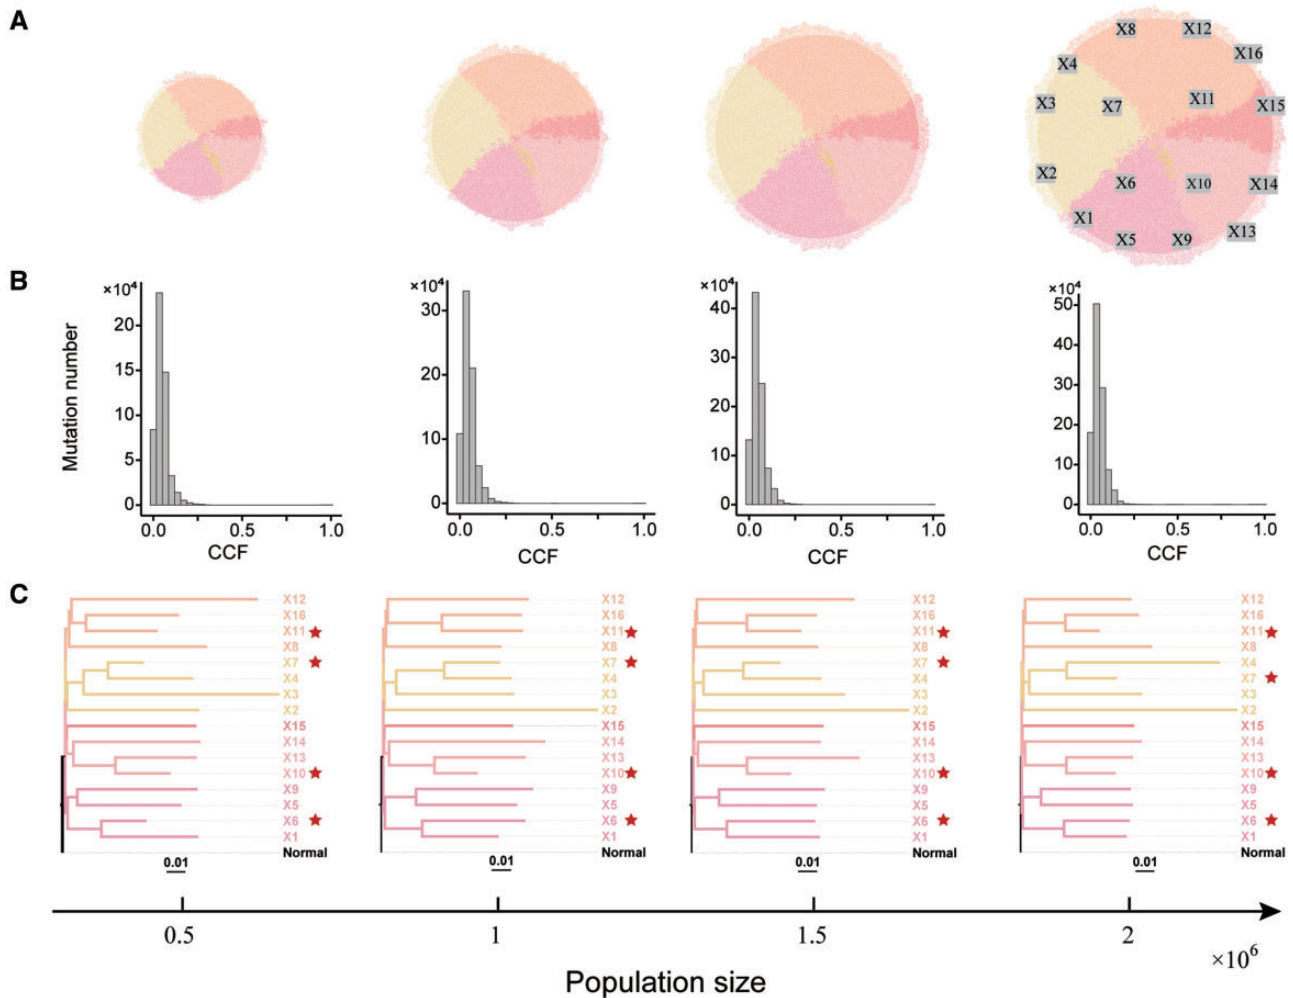 A
X8 X12
X16
X4
X3 X7 X11 X15
X2 X6 X10 X14
X1 X13
X5 X9
B
Mutation number
×10⁴
20
15
10
5
0
0.0 0.5 1.0
CCF
×10⁴
30
20
10
0
0.0 0.5 1.0
CCF
×10⁴
40
30
20
10
0
0.0 0.5 1.0
CCF
×10⁴
50
40
30
20
10
0
0.0 0.5 1.0
CCF
C
X12
X16
X11
X8
X7
X4
X3
X2
X15
X14
X13
X10
X9
X5
X6
X1
Normal
0.01
X12
X16
X11
X8
X7
X4
X3
X2
X15
X14
X13
X10
X9
X5
X6
X1
Normal
0.01
X12
X16
X11
X8
X7
X4
X3
X2
X15
X14
X13
X10
X9
X5
X6
X1
Normal
0.01
X12
X16
X11
X8
X4
X7
X3
X2
X15
X14
X13
X10
X9
X5
X6
X1
Normal
0.01
0.5 1 1.5 2
×10⁶
Population size